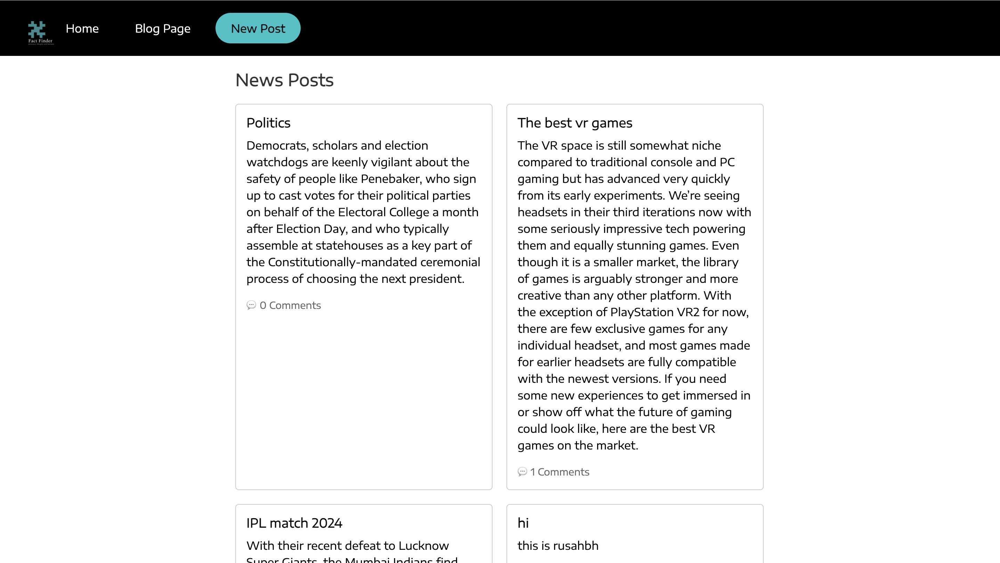 Fact Finder
accuracy, integrity and fairness
Home
Blog Page
New Post
News Posts
Politics
Democrats, scholars and election
watchdogs are keenly vigilant about the
safety of people like Penebaker, who sign
up to cast votes for their political parties
on behalf of the Electoral College a month
after Election Day, and who typically
assemble at statehouses as a key part of
the Constitutionally-mandated ceremonial
process of choosing the next president.
0 Comments
The best vr games
The VR space is still somewhat niche
compared to traditional console and PC
gaming but has advanced very quickly
from its early experiments. We’re seeing
headsets in their third iterations now with
some seriously impressive tech powering
them and equally stunning games. Even
though it is a smaller market, the library
of games is arguably stronger and more
creative than any other platform. With
the exception of PlayStation VR2 for now,
there are few exclusive games for any
individual headset, and most games made
for earlier headsets are fully compatible
with the newest versions. If you need
some new experiences to get immersed in
or show off what the future of gaming
could look like, here are the best VR
games on the market.
1 Comments
IPL match 2024
With their recent defeat to Lucknow
Super Giants, the Mumbai Indians find
hi
this is rusahbh